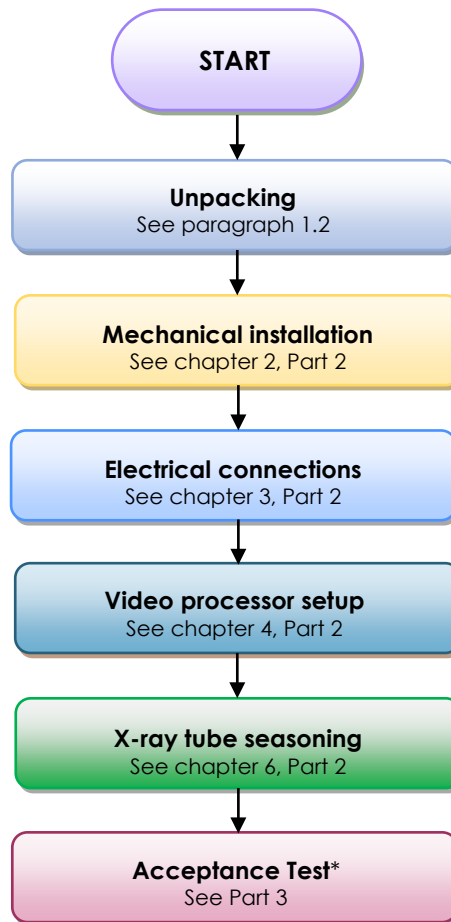 START
Unpacking
See paragraph 1.2
Mechanical installation
See chapter 2, Part 2
Electrical connections
See chapter 3, Part 2
Video processor setup
See chapter 4, Part 2
X-ray tube seasoning
See chapter 6, Part 2
Acceptance Test*
See Part 3